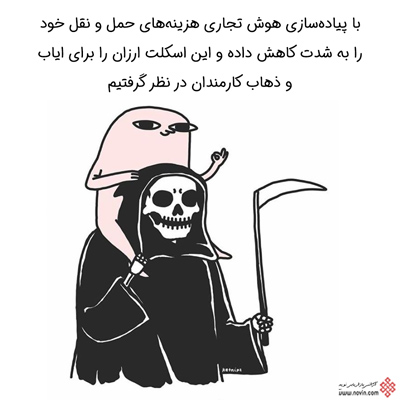 با پیاده‌سازی هوش تجاری هزینه‌های حمل و نقل خود
را به شدت کاهش داده و این اسکلت ارزان را برای ایاب
و ذهاب کارمندان در نظر گرفتیم
www.novin.com